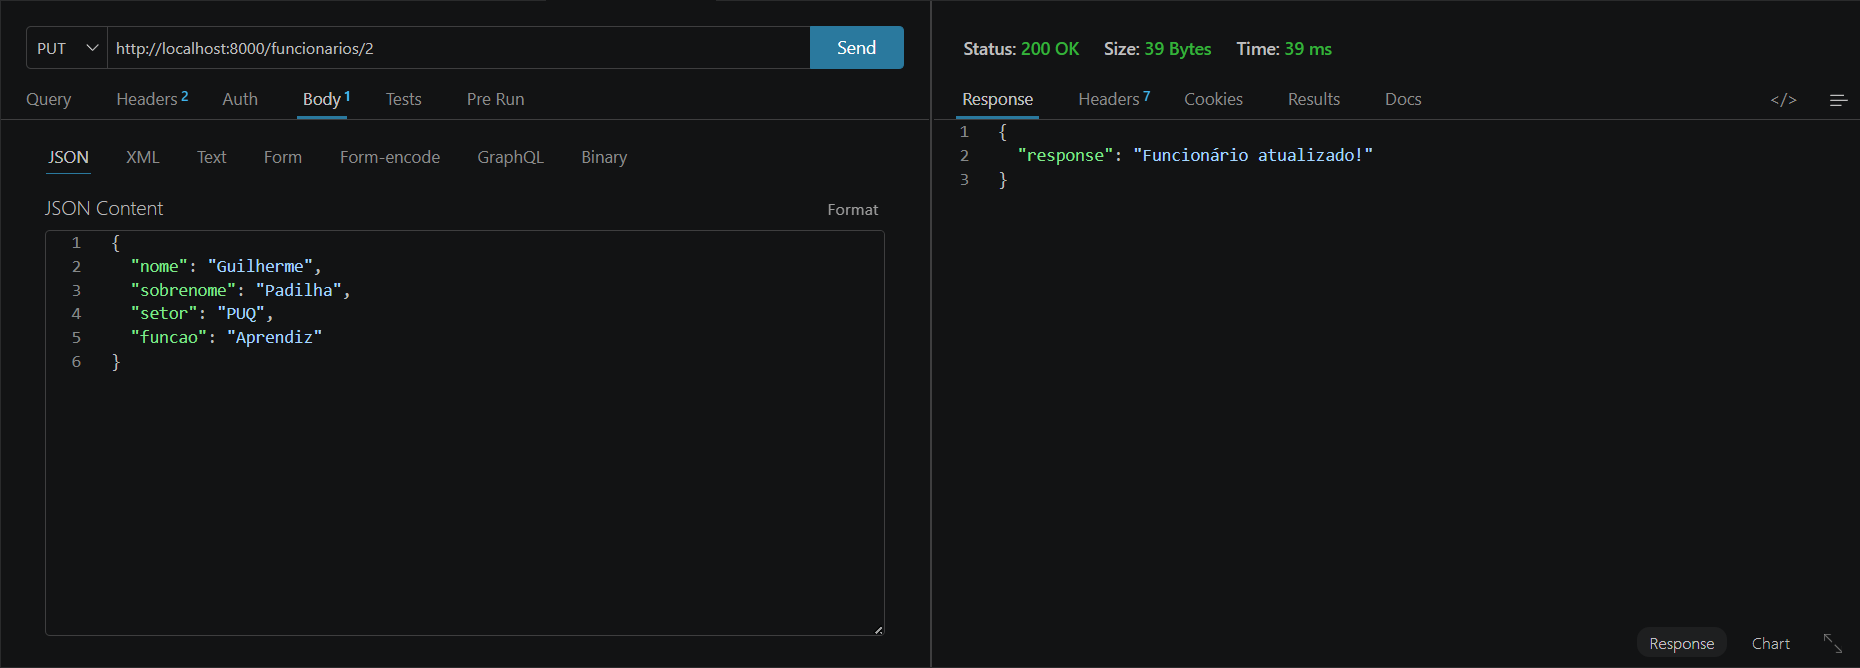 PUT http://localhost:8000/funcionarios/2 Send
Query Headers 2 Auth Body 1 Tests Pre Run
JSON XML Text Form Form-encode GraphQL Binary
JSON Content Format
1 {
2 "nome": "Guilherme",
3 "sobrenome": "Padilha",
4 "setor": "PUQ",
5 "funcao": "Aprendiz"
6 }
Status: 200 OK Size: 39 Bytes Time: 39 ms
Response Headers 7 Cookies Results Docs </>
1 {
2 "response": "Funcionário atualizado!"
3 }
Response Chart